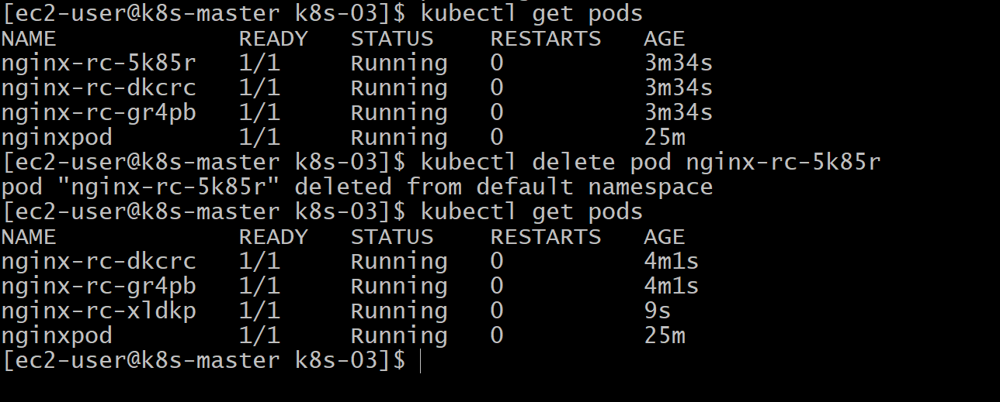 [ec2-user@k8s-master k8s-03]$ kubectl get pods
NAME READY STATUS RESTARTS AGE
nginx-rc-5k85r 1/1 Running 0 3m34s
nginx-rc-dkcrc 1/1 Running 0 3m34s
nginx-rc-gr4pb 1/1 Running 0 3m34s
nginxpod 1/1 Running 0 25m
[ec2-user@k8s-master k8s-03]$ kubectl delete pod nginx-rc-5k85r
pod "nginx-rc-5k85r" deleted from default namespace
[ec2-user@k8s-master k8s-03]$ kubectl get pods
NAME READY STATUS RESTARTS AGE
nginx-rc-dkcrc 1/1 Running 0 4m1s
nginx-rc-gr4pb 1/1 Running 0 4m1s
nginx-rc-xldkp 1/1 Running 0 9s
nginxpod 1/1 Running 0 25m
[ec2-user@k8s-master k8s-03]$